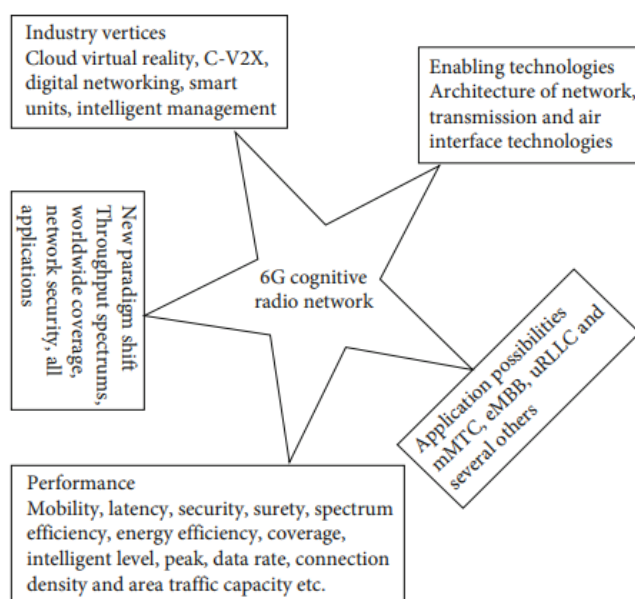 Industry vertices
Cloud virtual reality, C-V2X,
digital networking, smart
units, intelligent management
Enabling technologies
Architecture of network,
transmission and air
interface technologies
New paradigm shift
Throughput spectrums,
worldwide coverage,
network security, all
applications
6G cognitive
radio network
Application possibilities
mMTC, eMBB, uRLLC and
several others
Performance
Mobility, latency, security, surety, spectrum
efficiency, energy efficiency, coverage,
intelligent level, peak, data rate, connection
density and area traffic capacity etc.